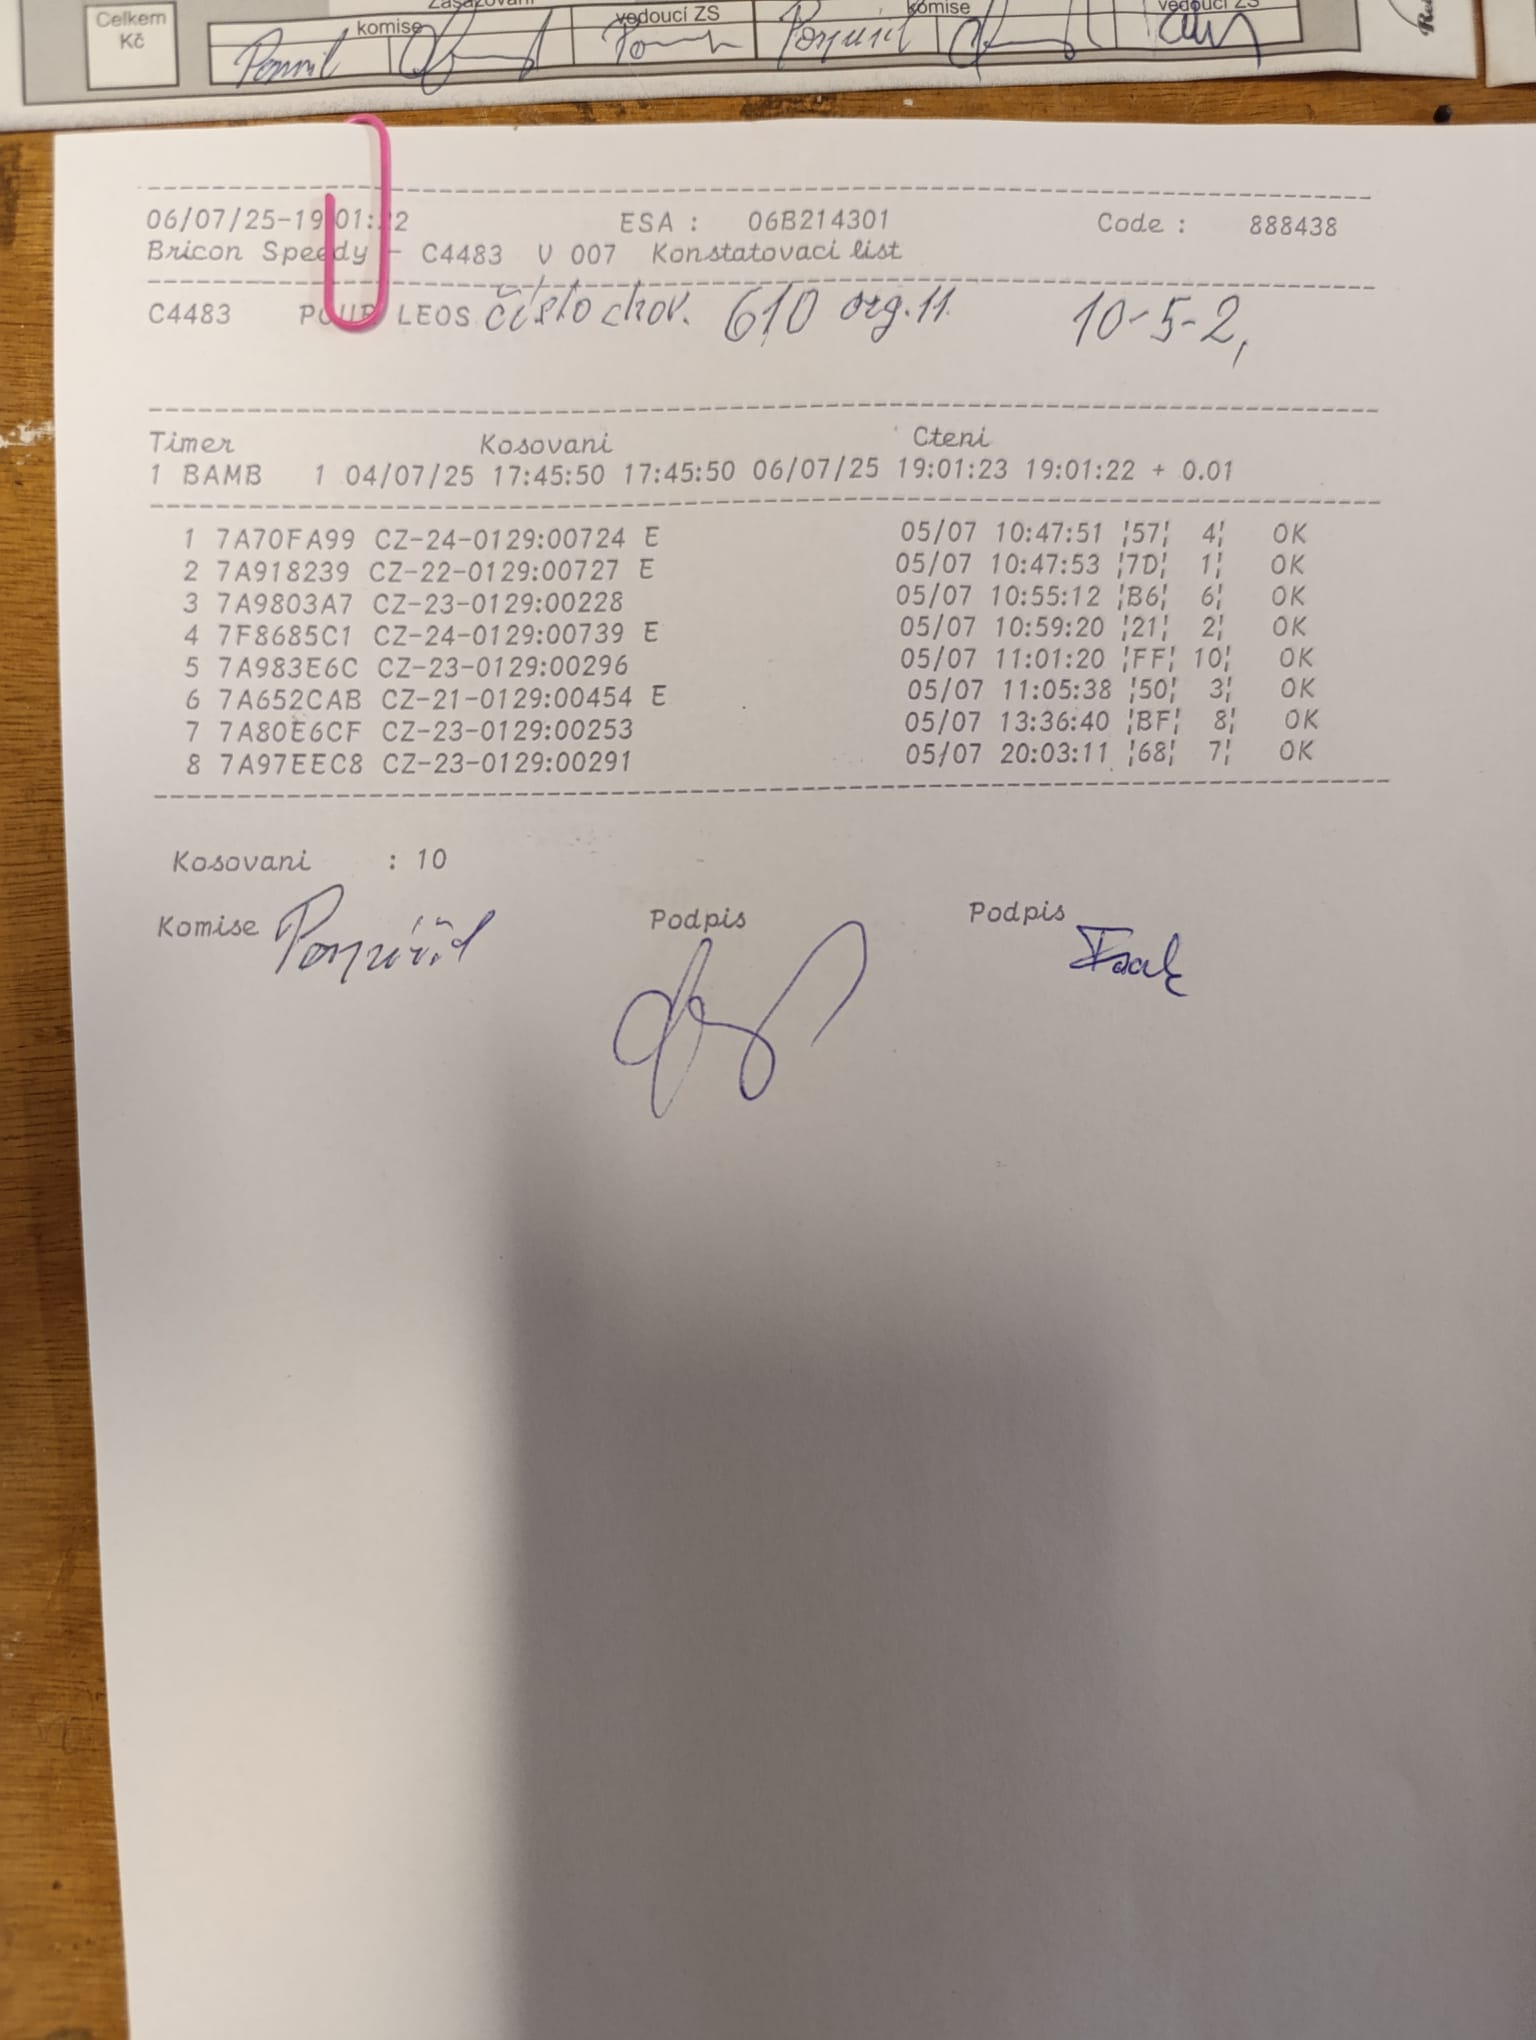 Celkem
Kč
komise
vedoucí ZS
komise
vedoucí ZS
06/07/25-19:01:22 ESA : 06B214301 Code : 888438
Bricon Speedy - C4483 V 007 Konstatovaci list
C4483 LEOS číslo chov. 610 org.11. 10-5-2,
Timer Kosovani Cteni
1 BAMB 1 04/07/25 17:45:50 17:45:50 06/07/25 19:01:23 19:01:22 + 0.01
1 7A70FA99 CZ-24-0129:00724 E 05/07 10:47:51 ¦57¦ 4¦ OK
2 7A918239 CZ-22-0129:00727 E 05/07 10:47:53 ¦7D¦ 1¦ OK
3 7A9803A7 CZ-23-0129:00228 05/07 10:55:12 ¦B6¦ 6¦ OK
4 7F8685C1 CZ-24-0129:00739 E 05/07 10:59:20 ¦21¦ 2¦ OK
5 7A983E6C CZ-23-0129:00296 05/07 11:01:20 ¦FF¦ 10¦ OK
6 7A652CAB CZ-21-0129:00454 E 05/07 11:05:38 ¦50¦ 3¦ OK
7 7A80E6CF CZ-23-0129:00253 05/07 13:36:40 ¦BF¦ 8¦ OK
8 7A97EEC8 CZ-23-0129:00291 05/07 20:03:11 ¦68¦ 7¦ OK
Kosovani : 10
Komise Pospíšil Podpis Podpis